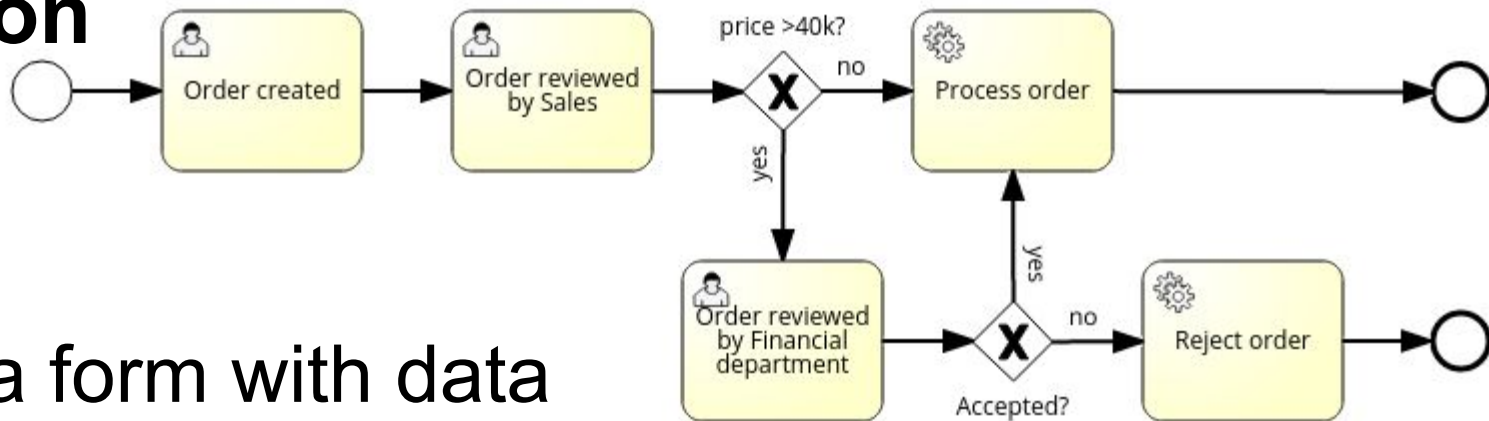 on
Order created
Order reviewed
by Sales
price >40k?
X
no
Process order
yes
Order reviewed
by Financial
department
X
yes
no
Accepted?
Reject order
a form with data